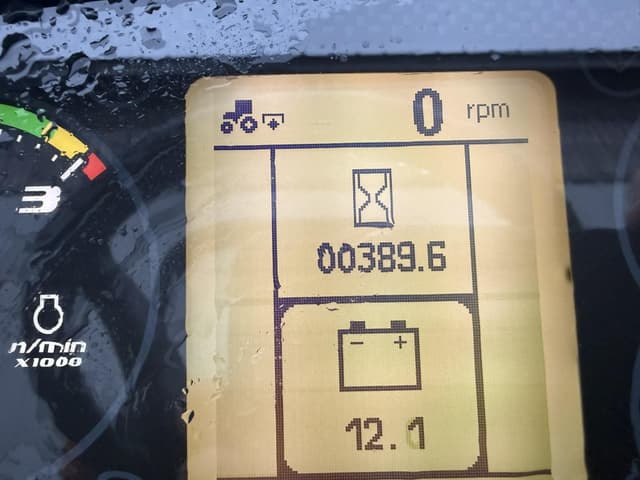 0 rpm
00389.6
- +
12.1
3
n/min
x1000